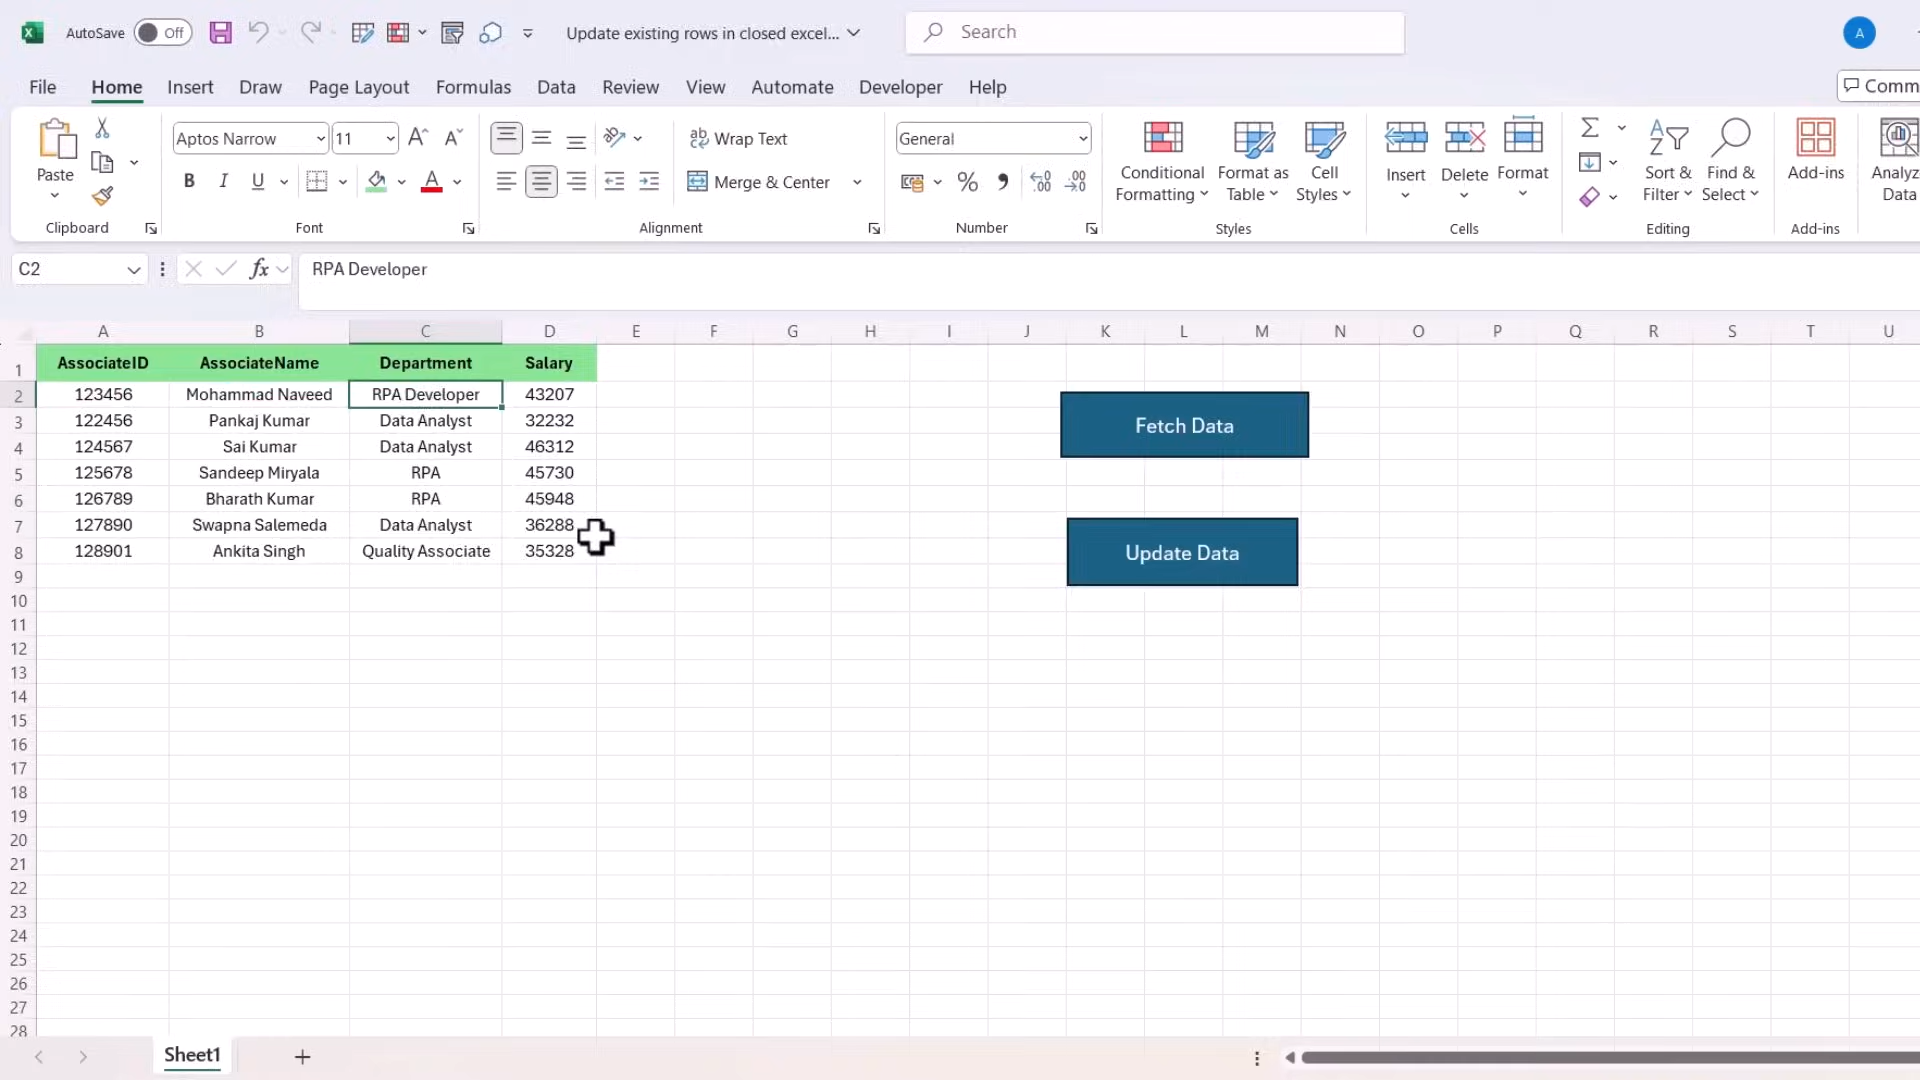 AutoSave Off Update existing rows in closed excel... Search A
File Home Insert Draw Page Layout Formulas Data Review View Automate Developer Help Comm
Paste
Aptos Narrow 11 A^ Aˇ
B I U A
Wrap Text
Merge & Center
General
% 9
Conditional Formatting
Format as Table
Cell Styles
Insert Delete Format
Sort & Filter
Find & Select
Add-ins
Analyz
Data
Clipboard Font Alignment Number Styles Cells Editing Add-ins
C2 fx RPA Developer
A B C D E F G H I J K L M N O P Q R S T U
1 AssociateID AssociateName Department Salary
2 123456 Mohammad Naveed RPA Developer 43207
3 122456 Pankaj Kumar Data Analyst 32232
4 124567 Sai Kumar Data Analyst 46312
5 125678 Sandeep Miryala RPA 45730
6 126789 Bharath Kumar RPA 45948
7 127890 Swapna Salemeda Data Analyst 36288
8 128901 Ankita Singh Quality Associate 35328
Fetch Data
Update Data
9
10
11
12
13
14
15
16
17
18
19
20
21
22
23
24
25
26
27
28
Sheet1